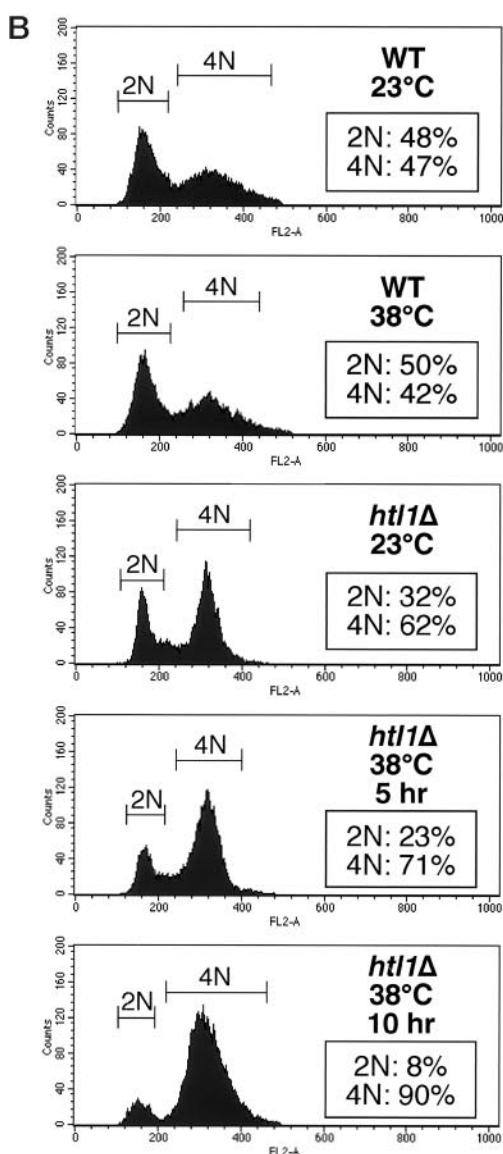 B
200
160
120
80
40
0
Counts
2N
4N
WT
23°C
2N: 48%
4N: 47%
0 200 400 600 800 1000
FL2-A
200
160
120
80
40
0
Counts
2N
4N
WT
38°C
2N: 50%
4N: 42%
0 200 400 600 800 1000
FL2-A
200
160
120
80
40
0
Counts
2N
4N
htl1Δ
23°C
2N: 32%
4N: 62%
0 200 400 600 800 1000
FL2-A
200
160
120
80
40
0
Counts
2N
4N
htl1Δ
38°C
5 hr
2N: 23%
4N: 71%
0 200 400 600 800 1000
FL2-A
200
160
120
80
40
0
Counts
2N
4N
htl1Δ
38°C
10 hr
2N: 8%
4N: 90%
0 200 400 600 800 1000
FL2-A